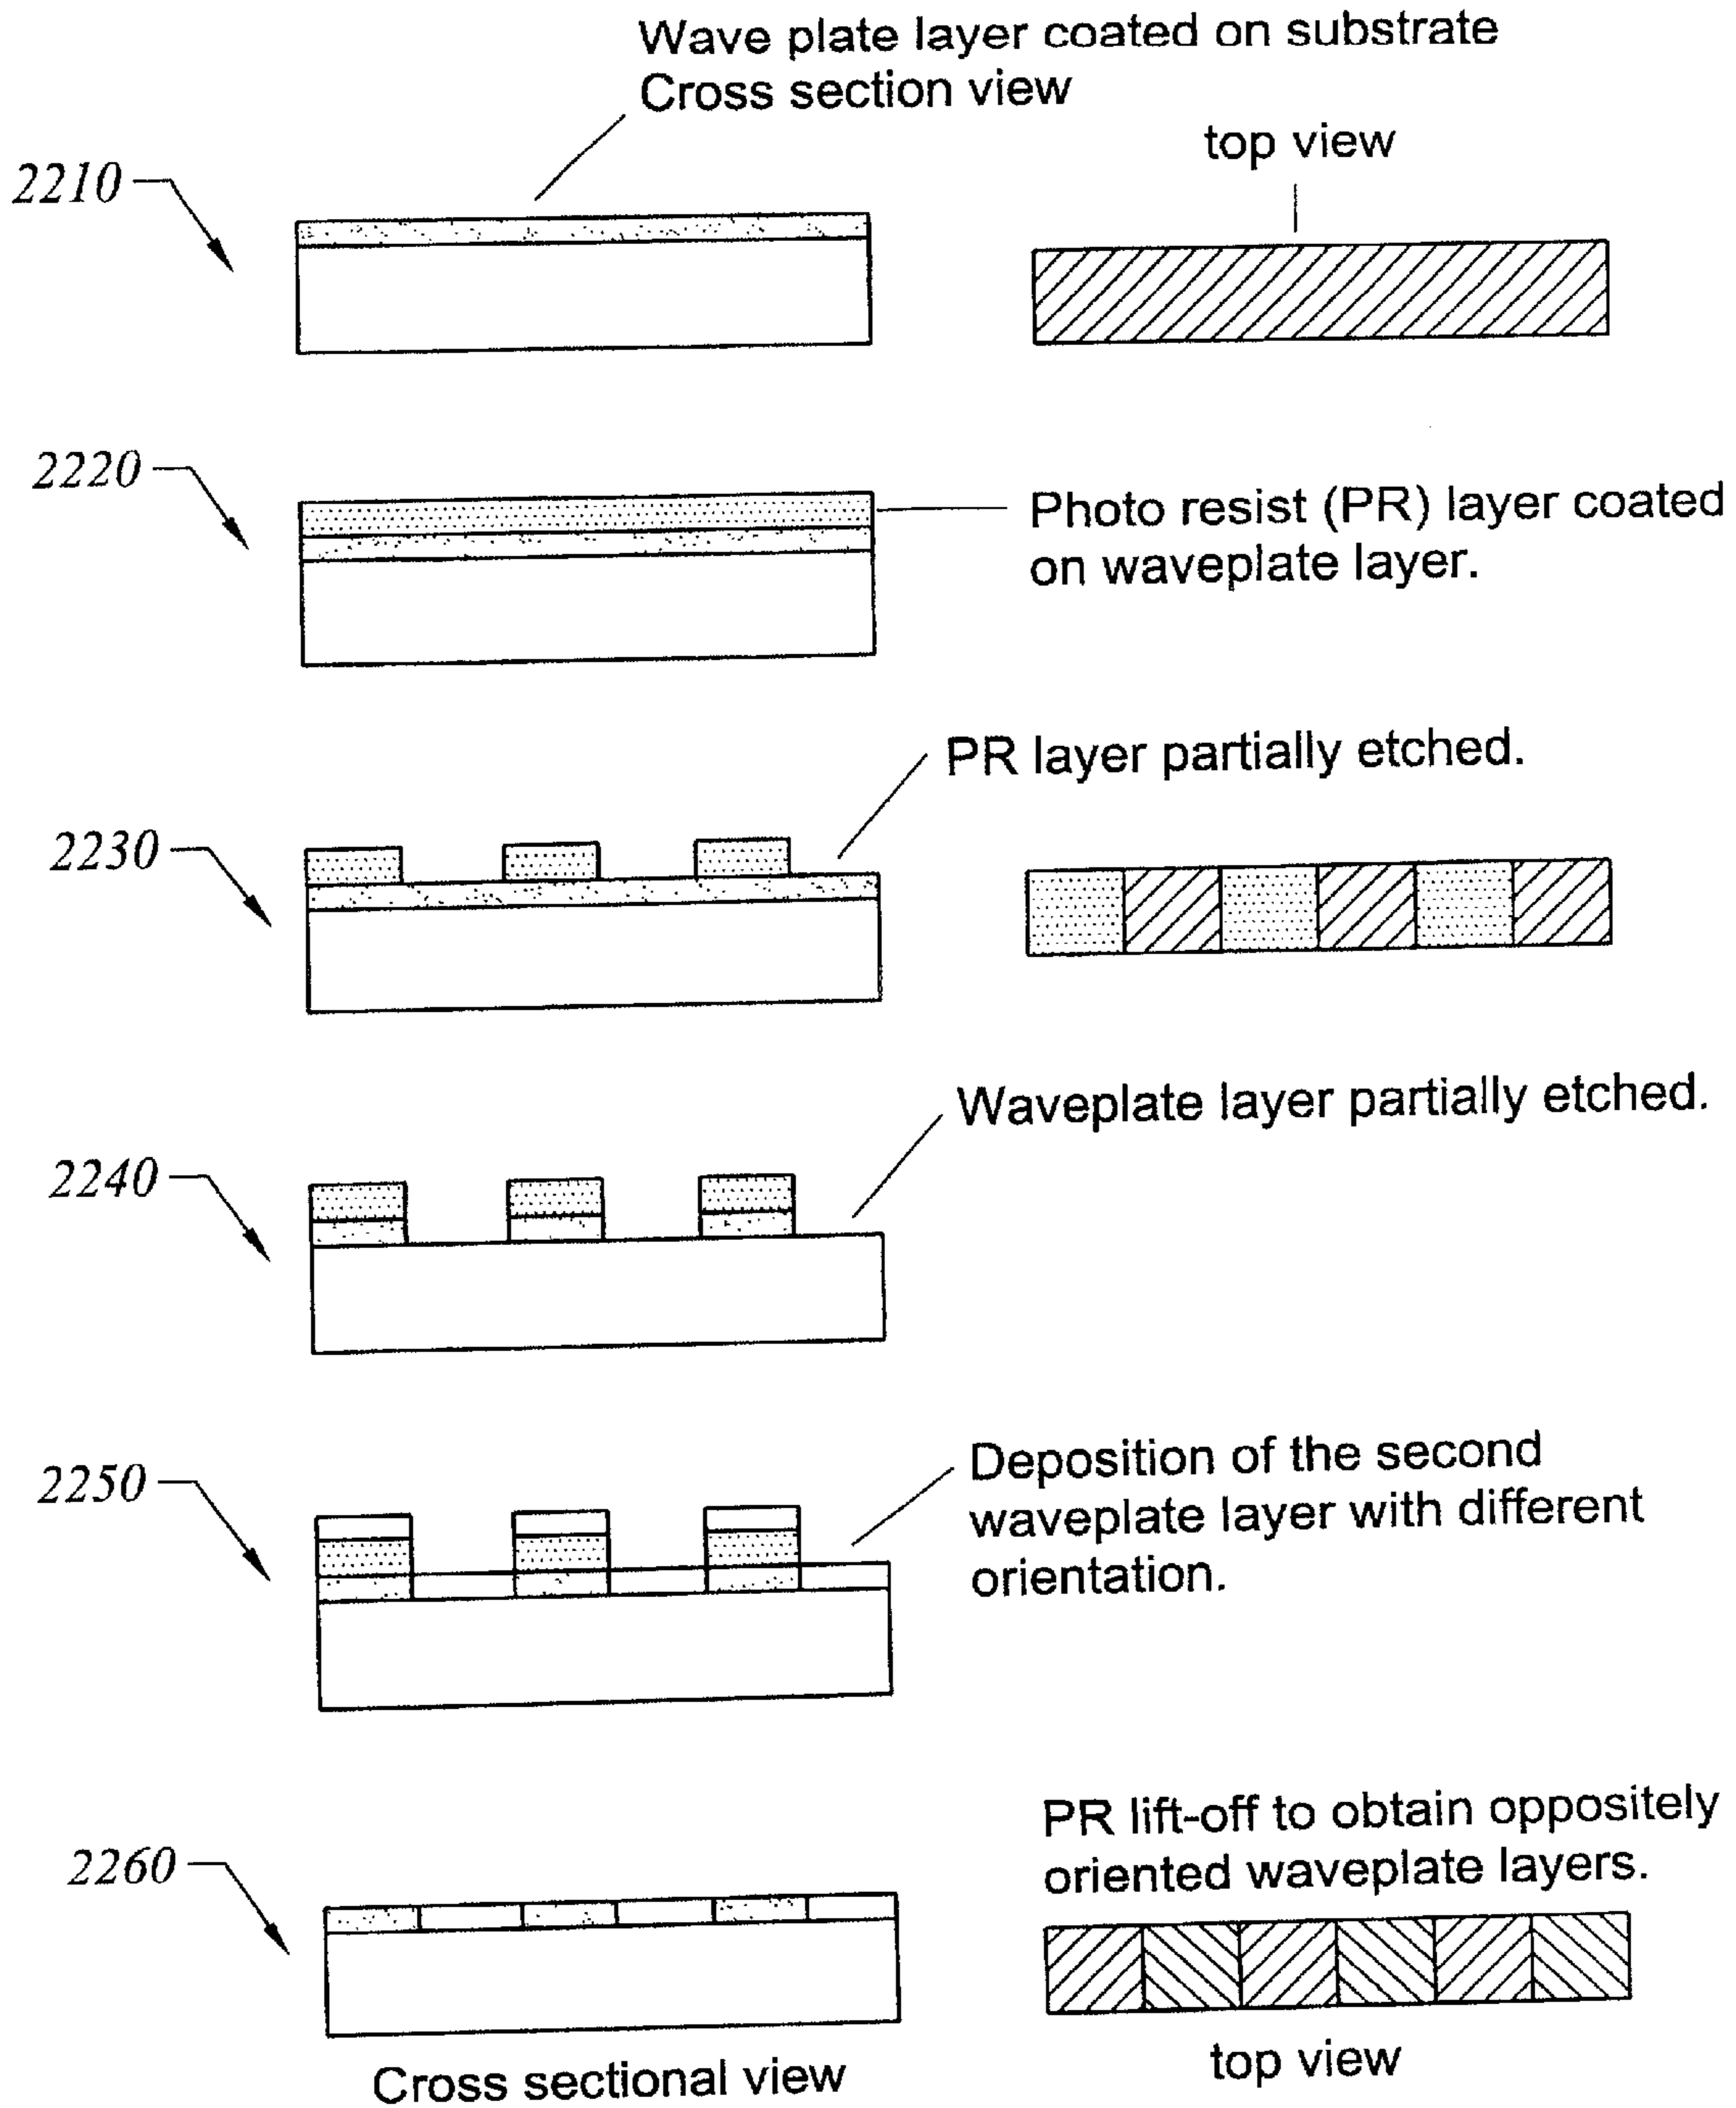 Wave plate layer coated on substrate
Cross section view
top view
2210
2220
Photo resist (PR) layer coated
on waveplate layer.
PR layer partially etched.
2230
Waveplate layer partially etched.
2240
Deposition of the second
waveplate layer with different
orientation.
2250
PR lift-off to obtain oppositely
oriented waveplate layers.
2260
Cross sectional view
top view